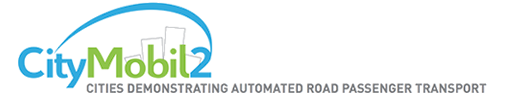 CityMobil2
CITIES DEMONSTRATING AUTOMATED ROAD PASSENGER TRANSPORT